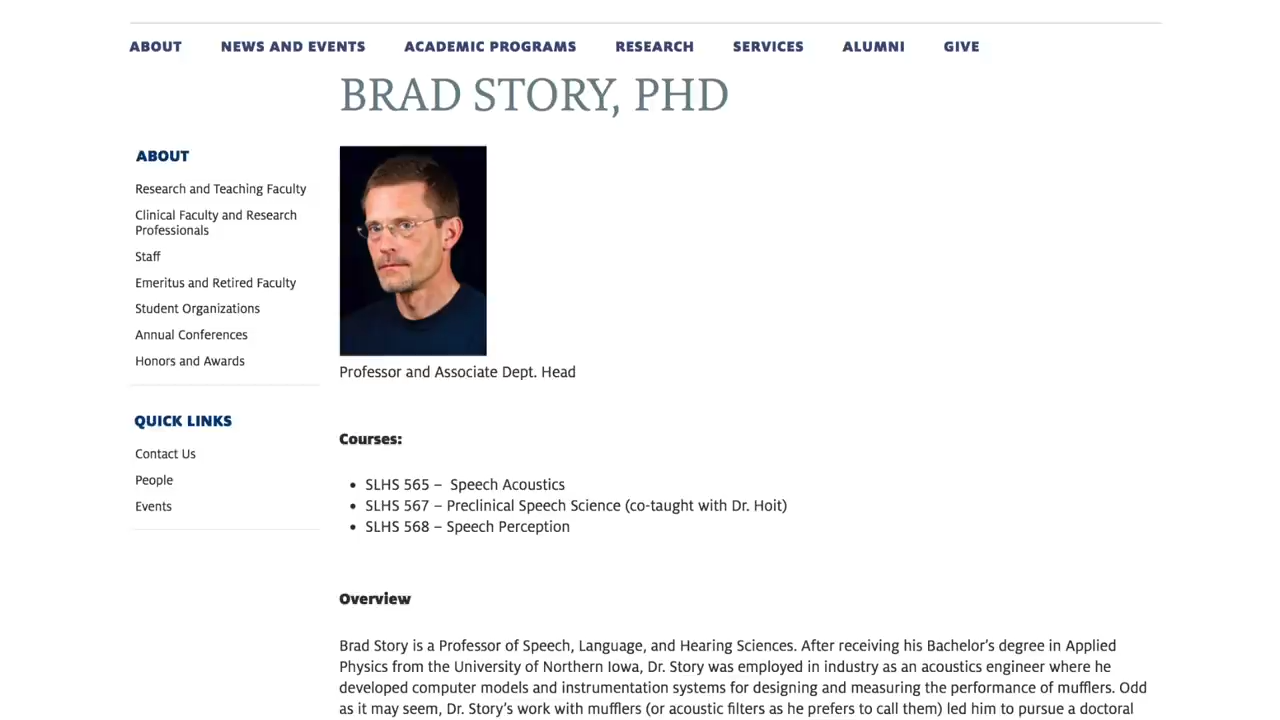 ABOUT NEWS AND EVENTS ACADEMIC PROGRAMS RESEARCH SERVICES ALUMNI GIVE
BRAD STORY, PHD
ABOUT
Research and Teaching Faculty
Clinical Faculty and Research
Professionals
Staff
Emeritus and Retired Faculty
Student Organizations
Annual Conferences
Honors and Awards
QUICK LINKS
Contact Us
People
Events
Professor and Associate Dept. Head
Courses:
• SLHS 565 – Speech Acoustics
• SLHS 567 – Preclinical Speech Science (co-taught with Dr. Hoit)
• SLHS 568 – Speech Perception
Overview
Brad Story is a Professor of Speech, Language, and Hearing Sciences. After receiving his Bachelor's degree in Applied
Physics from the University of Northern Iowa, Dr. Story was employed in industry as an acoustics engineer where he
developed computer models and instrumentation systems for designing and measuring the performance of mufflers. Odd
as it may seem, Dr. Story's work with mufflers (or acoustic filters as he prefers to call them) led him to pursue a doctoral